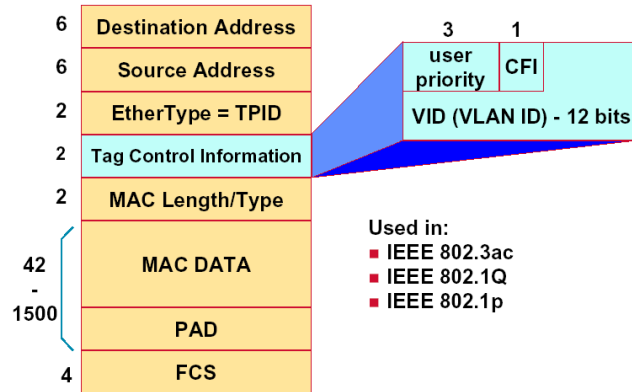 6 Destination Address
6 Source Address
2 EtherType = TPID
2 Tag Control Information
2 MAC Length/Type
42
-
1500
MAC DATA
PAD
4 FCS
3 1
user
priority
CFI
VID (VLAN ID) - 12 bits
Used in:
IEEE 802.3ac
IEEE 802.1Q
IEEE 802.1p